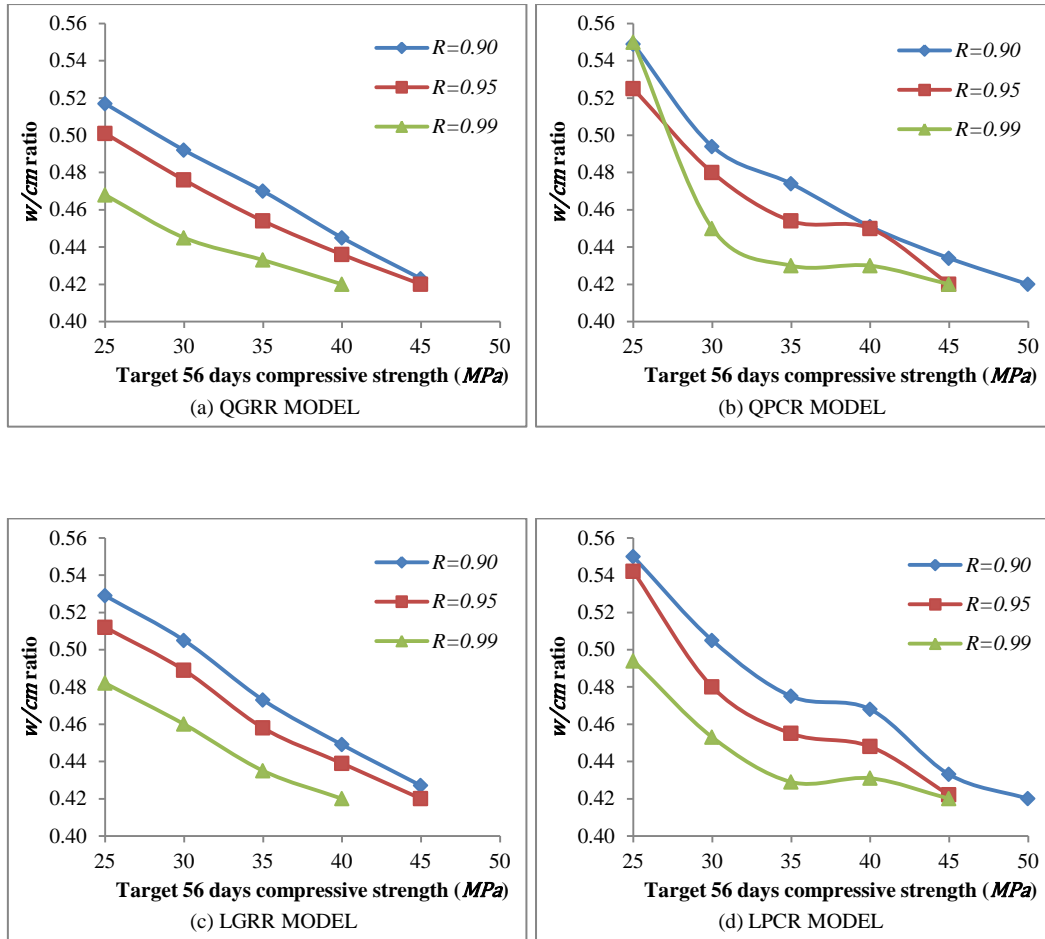 0.56
0.54
0.52
0.50
0.48
0.46
0.44
0.42
0.40
w/cm ratio
R=0.90
R=0.95
R=0.99
25 30 35 40 45 50
Target 56 days compressive strength (MPa)
(a) QGRR MODEL
0.56
0.54
0.52
0.50
0.48
0.46
0.44
0.42
0.40
w/cm ratio
R=0.90
R=0.95
R=0.99
25 30 35 40 45 50
Target 56 days compressive strength (MPa)
(b) QPCR MODEL
0.56
0.54
0.52
0.50
0.48
0.46
0.44
0.42
0.40
w/cm ratio
R=0.90
R=0.95
R=0.99
25 30 35 40 45 50
Target 56 days compressive strength (MPa)
(c) LGRR MODEL
0.56
0.54
0.52
0.50
0.48
0.46
0.44
0.42
0.40
w/cm ratio
R=0.90
R=0.95
R=0.99
25 30 35 40 45 50
Target 56 days compressive strength (MPa)
(d) LPCR MODEL